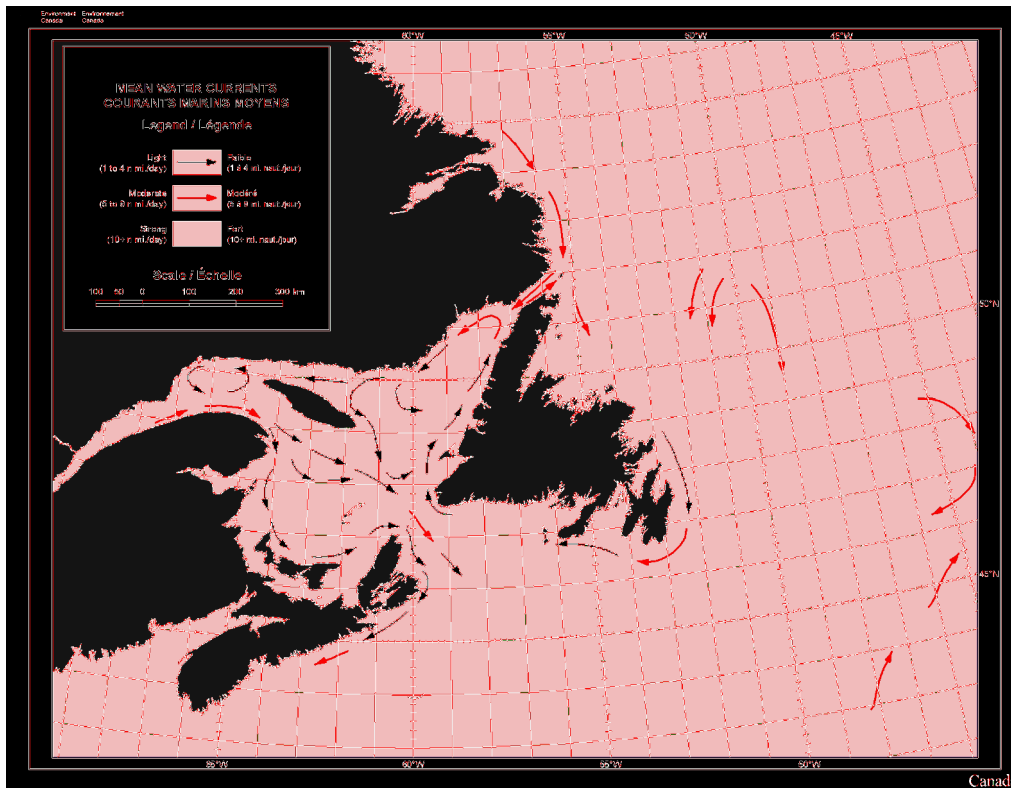 Environment Environnement
Canada Canada
60°W 55°W 50°W 45°W
MEAN WATER CURRENTS
COURANTS MARINS MOYENS
Legend / Légende
Light Faible
(1 to 4 n mi./day) (1 à 4 mi. naut./jour)
Moderate Modéré
(5 to 9 n mi./day) (5 à 9 mi. naut./jour)
Strong Fort
(10+ n mi./day) (10+ mi. naut./jour)
Scale / Échelle
100 50 0 100 200 300 km
50°N
45°N
65°W 60°W 55°W 50°W
Canad